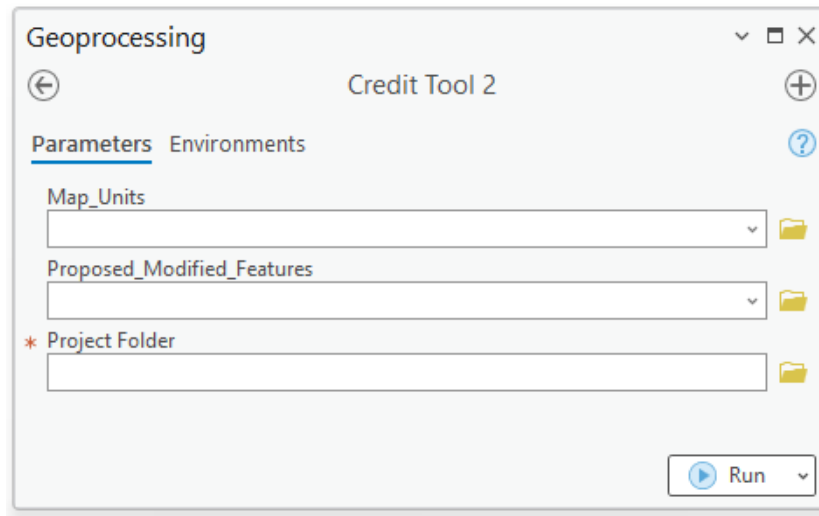 Geoprocessing
Credit Tool 2
Parameters Environments
Map_Units
Proposed_Modified_Features
* Project Folder
Run